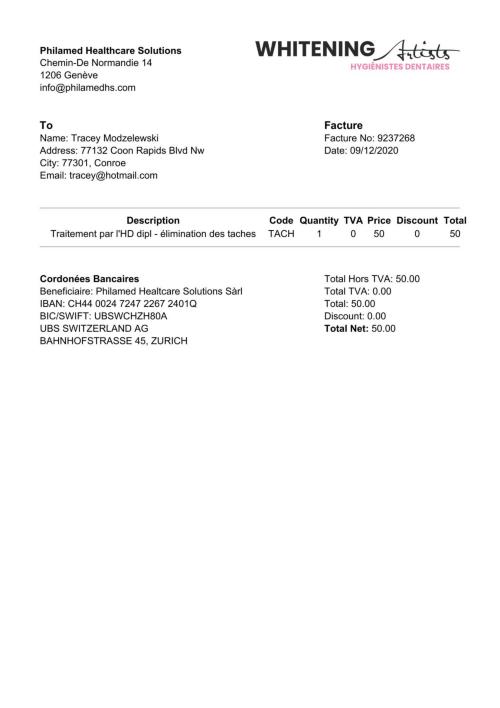 Philamed Healthcare Solutions
Chemin-De Normandie 14
1206 Genève
info@philamedhs.com
WHITENING Artists
HYGIÉNISTES DENTAIRES
To
Name: Tracey Modzelewski
Address: 77132 Coon Rapids Blvd Nw
City: 77301, Conroe
Email: tracey@hotmail.com
Facture
Facture No: 9237268
Date: 09/12/2020
Description Code Quantity TVA Price Discount Total
Traitement par l'HD dipl - élimination des taches TACH 1 0 50 0 50
Cordonées Bancaires
Beneficiaire: Philamed Healtcare Solutions Sàrl
IBAN: CH44 0024 7247 2267 2401Q
BIC/SWIFT: UBSWCHZH80A
UBS SWITZERLAND AG
BAHNHOFSTRASSE 45, ZURICH
Total Hors TVA: 50.00
Total TVA: 0.00
Total: 50.00
Discount: 0.00
Total Net: 50.00